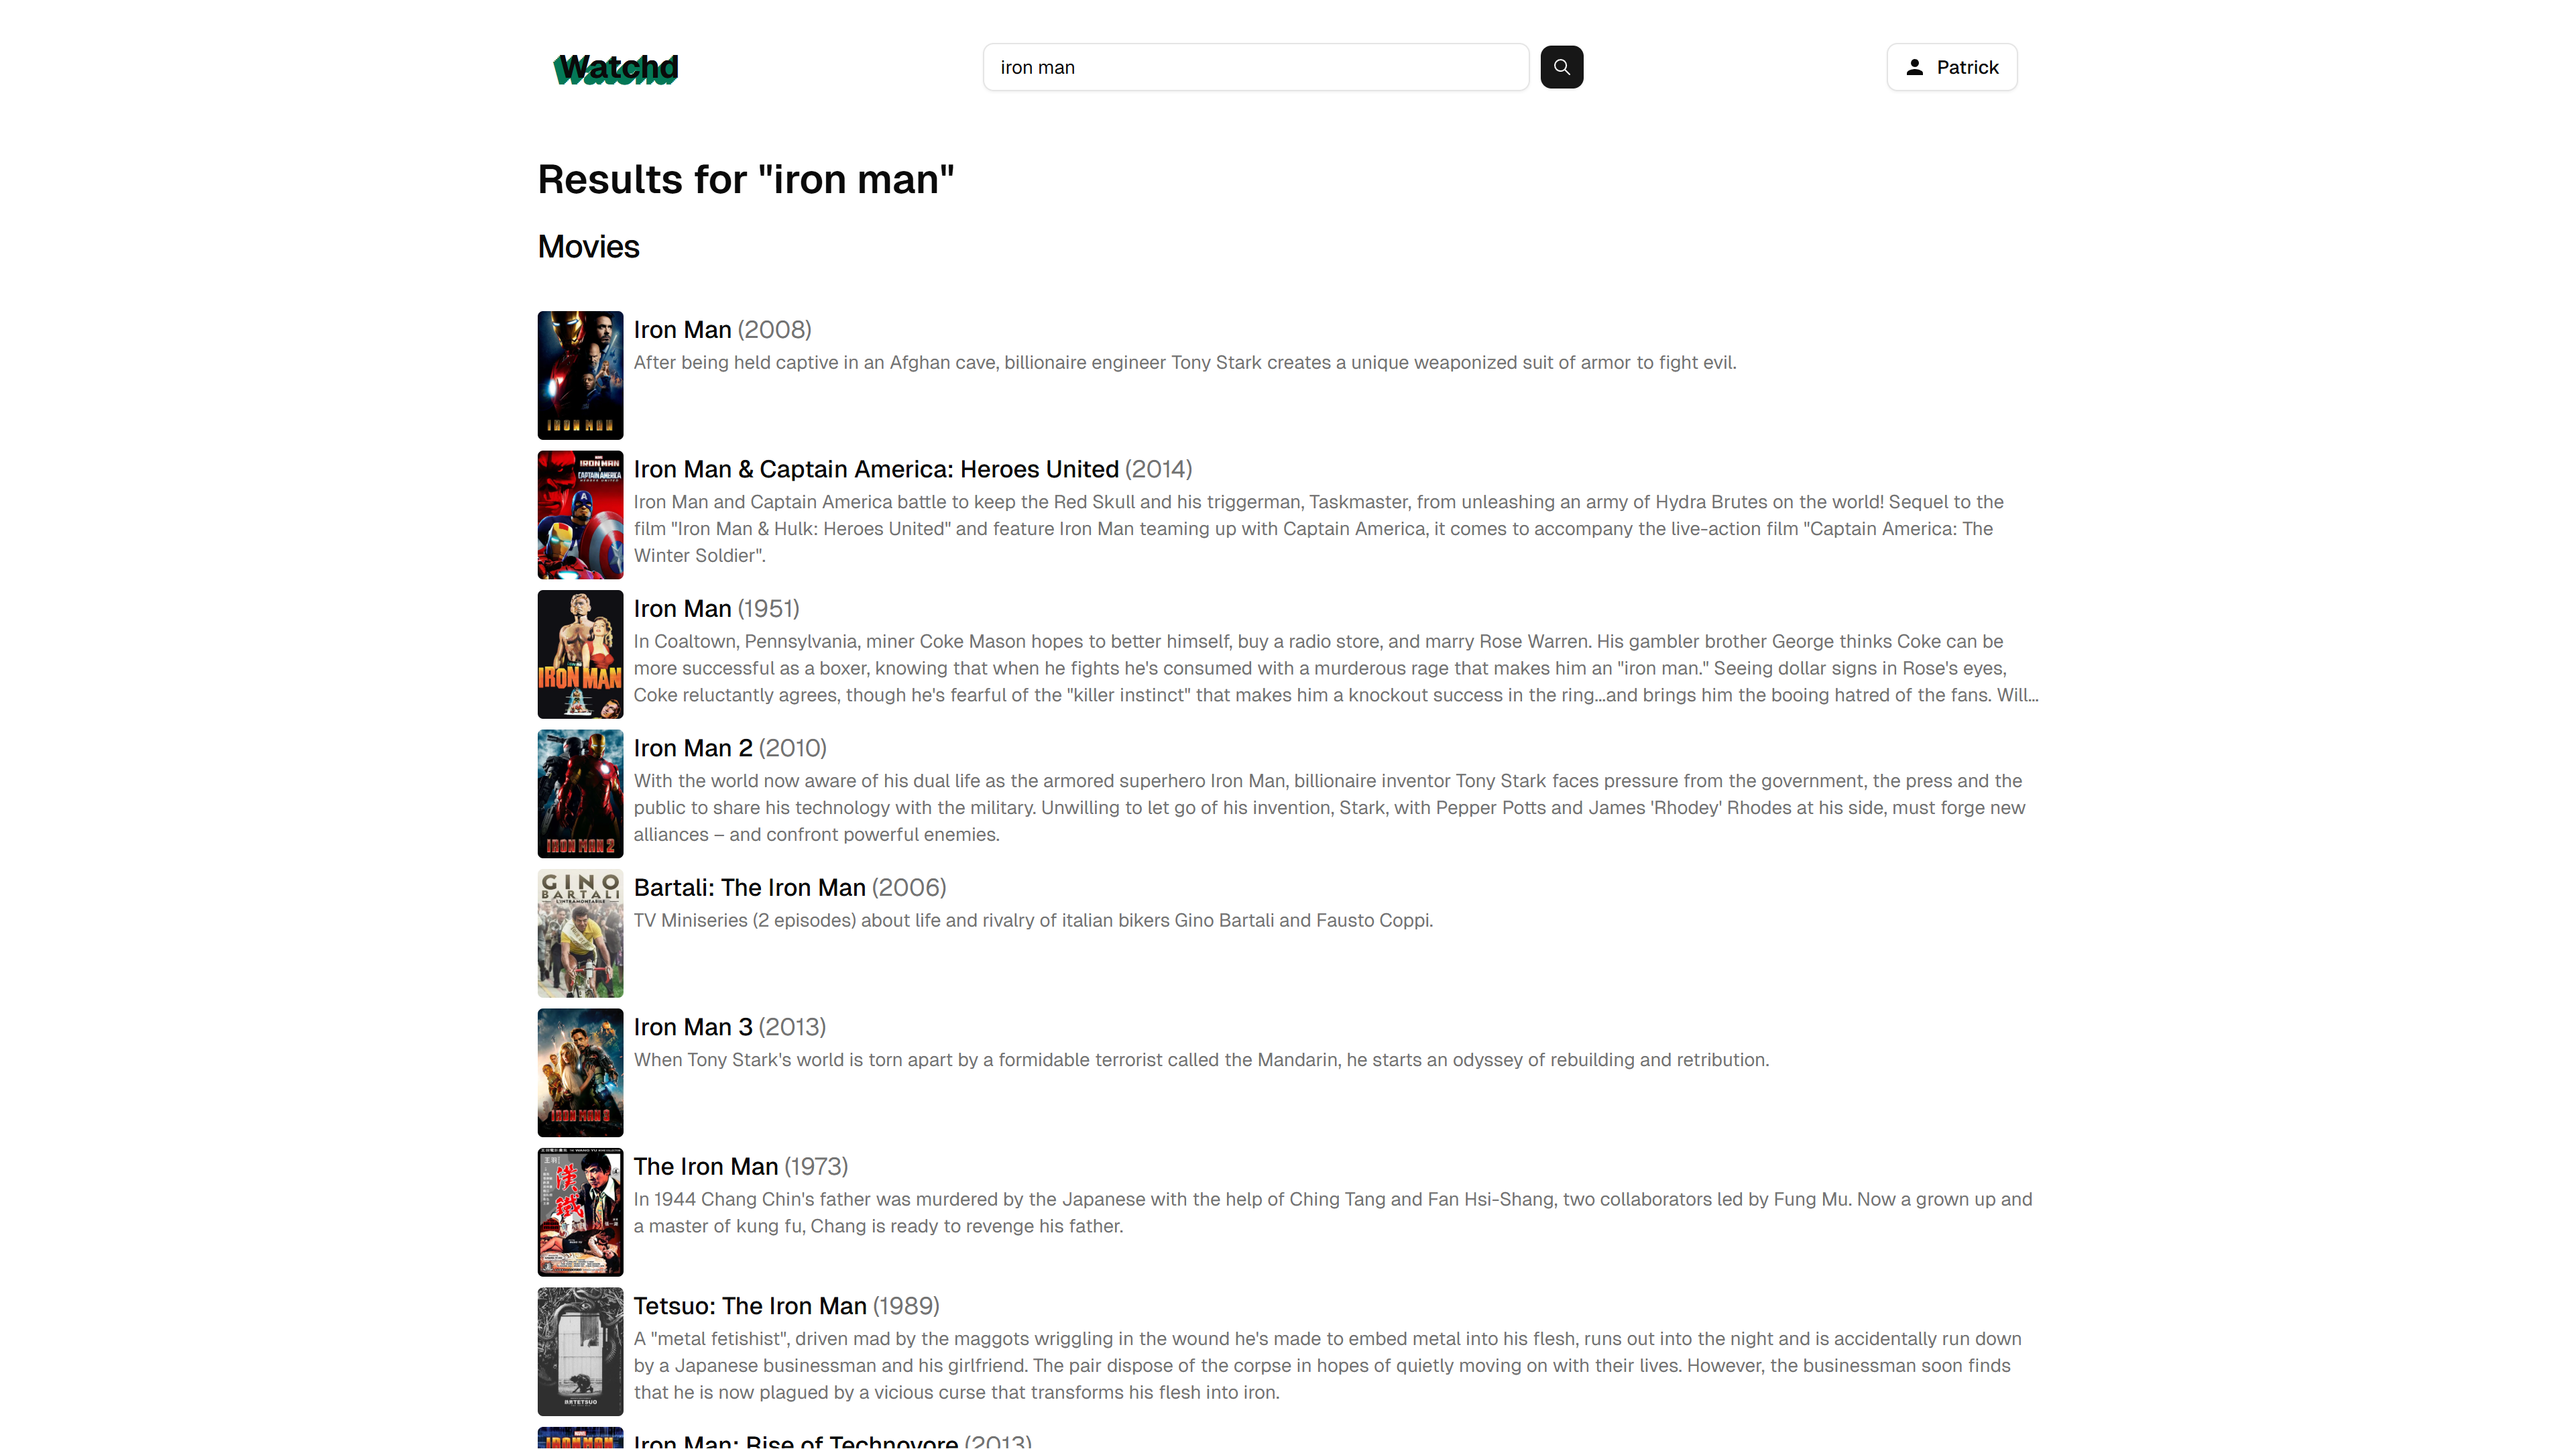 Watchd
iron man
Patrick
Results for "iron man"
Movies
IRON MAN
Iron Man (2008)
After being held captive in an Afghan cave, billionaire engineer Tony Stark creates a unique weaponized suit of armor to fight evil.
IRON MAN
CAPTAIN AMERICA
HEROES UNITED
Iron Man & Captain America: Heroes United (2014)
Iron Man and Captain America battle to keep the Red Skull and his triggerman, Taskmaster, from unleashing an army of Hydra Brutes on the world! Sequel to the
film "Iron Man & Hulk: Heroes United" and feature Iron Man teaming up with Captain America, it comes to accompany the live-action film "Captain America: The
Winter Soldier".
IRON MAN
Iron Man (1951)
In Coaltown, Pennsylvania, miner Coke Mason hopes to better himself, buy a radio store, and marry Rose Warren. His gambler brother George thinks Coke can be
more successful as a boxer, knowing that when he fights he's consumed with a murderous rage that makes him an "iron man." Seeing dollar signs in Rose's eyes,
Coke reluctantly agrees, though he's fearful of the "killer instinct" that makes him a knockout success in the ring...and brings him the booing hatred of the fans. Will...
IRON MAN 2
Iron Man 2 (2010)
With the world now aware of his dual life as the armored superhero Iron Man, billionaire inventor Tony Stark faces pressure from the government, the press and the
public to share his technology with the military. Unwilling to let go of his invention, Stark, with Pepper Potts and James 'Rhodey' Rhodes at his side, must forge new
alliances – and confront powerful enemies.
GINO
BARTALI
L'INTRAMONTABILE
Bartali: The Iron Man (2006)
TV Miniseries (2 episodes) about life and rivalry of italian bikers Gino Bartali and Fausto Coppi.
IRON MAN 3
Iron Man 3 (2013)
When Tony Stark's world is torn apart by a formidable terrorist called the Mandarin, he starts an odyssey of rebuilding and retribution.
漢
鐵
The Iron Man (1973)
In 1944 Chang Chin's father was murdered by the Japanese with the help of Ching Tang and Fan Hsi-Shang, two collaborators led by Fung Mu. Now a grown up and
a master of kung fu, Chang is ready to revenge his father.
TETSUO
Tetsuo: The Iron Man (1989)
A "metal fetishist", driven mad by the maggots wriggling in the wound he's made to embed metal into his flesh, runs out into the night and is accidentally run down
by a Japanese businessman and his girlfriend. The pair dispose of the corpse in hopes of quietly moving on with their lives. However, the businessman soon finds
that he is now plagued by a vicious curse that transforms his flesh into iron.
IRON MAN
Iron Man: Rise of Technovore (2013)